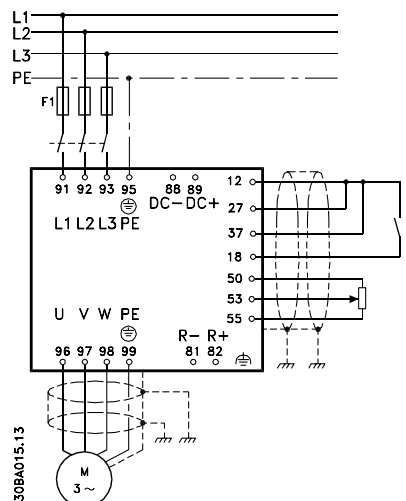 L1
L2
L3
PE
F1
91 92 93 95 88 89 12
DC- DC+
L1 L2 L3 PE
27
37
18
50
53
55
U V W PE
R- R+
96 97 98 99 81 82
M
3~
30BA015.13